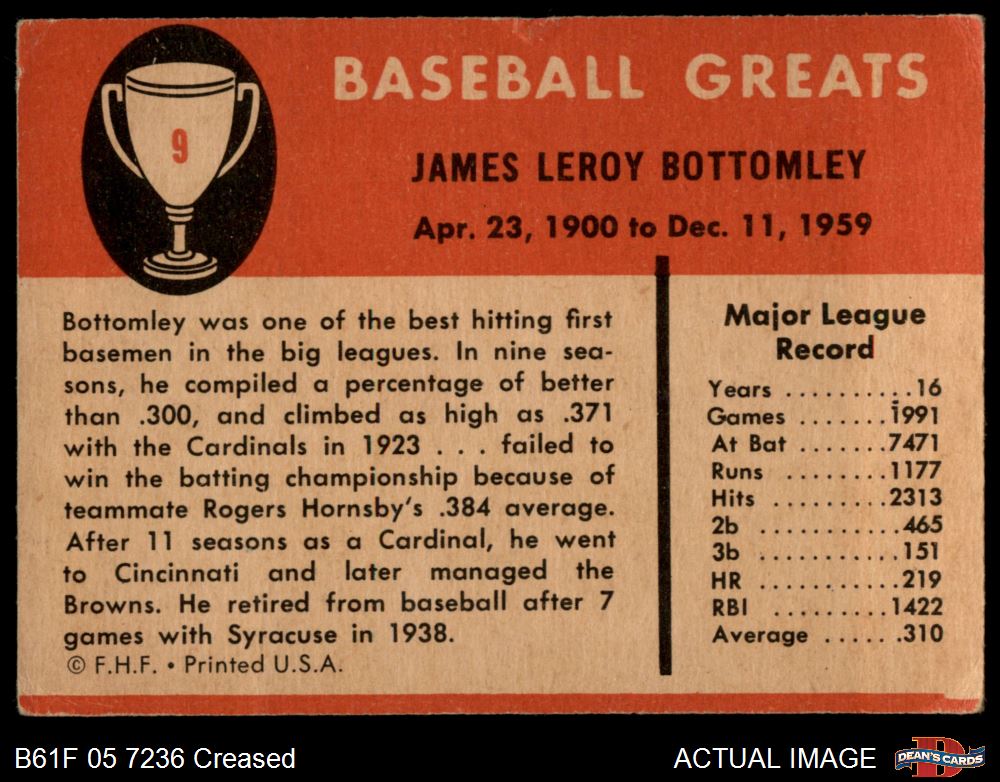 9
BASEBALL GREATS
JAMES LEROY BOTTOMLEY
Apr. 23, 1900 to Dec. 11, 1959
Bottomley was one of the best hitting first
basemen in the big leagues. In nine sea-
sons, he compiled a percentage of better
than .300, and climbed as high as .371
with the Cardinals in 1923 . . . failed to
win the batting championship because of
teammate Rogers Hornsby's .384 average.
After 11 seasons as a Cardinal, he went
to Cincinnati and later managed the
Browns. He retired from baseball after 7
games with Syracuse in 1938.
© F.H.F. • Printed U.S.A.
Major League
Record
Years ..........16
Games .......1991
At Bat .......7471
Runs ........1177
Hits .........2313
2b ...........465
3b ...........151
HR ...........219
RBI .........1422
Average .......310
B61F 05 7236 Creased
ACTUAL IMAGE
D
DEAN'S CARDS